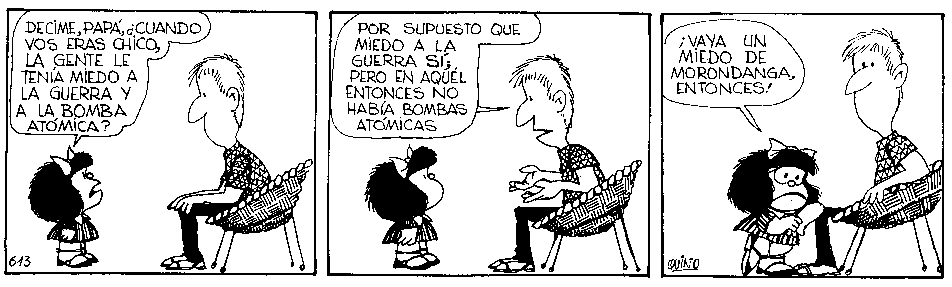 DECIME, PAPÁ, ¿CUANDO
VOS ERAS CHICO,
LA GENTE LE
TENÍA MIEDO A
LA GUERRA Y
A LA BOMBA
ATÓMICA?
613
POR SUPUESTO QUE
MIEDO A LA
GUERRA SÍ;
PERO EN AQUÉL
ENTONCES NO
HABÍA BOMBAS
ATÓMICAS
¡VAYA UN
MIEDO DE
MORONDANGA,
ENTONCES!
QUINO